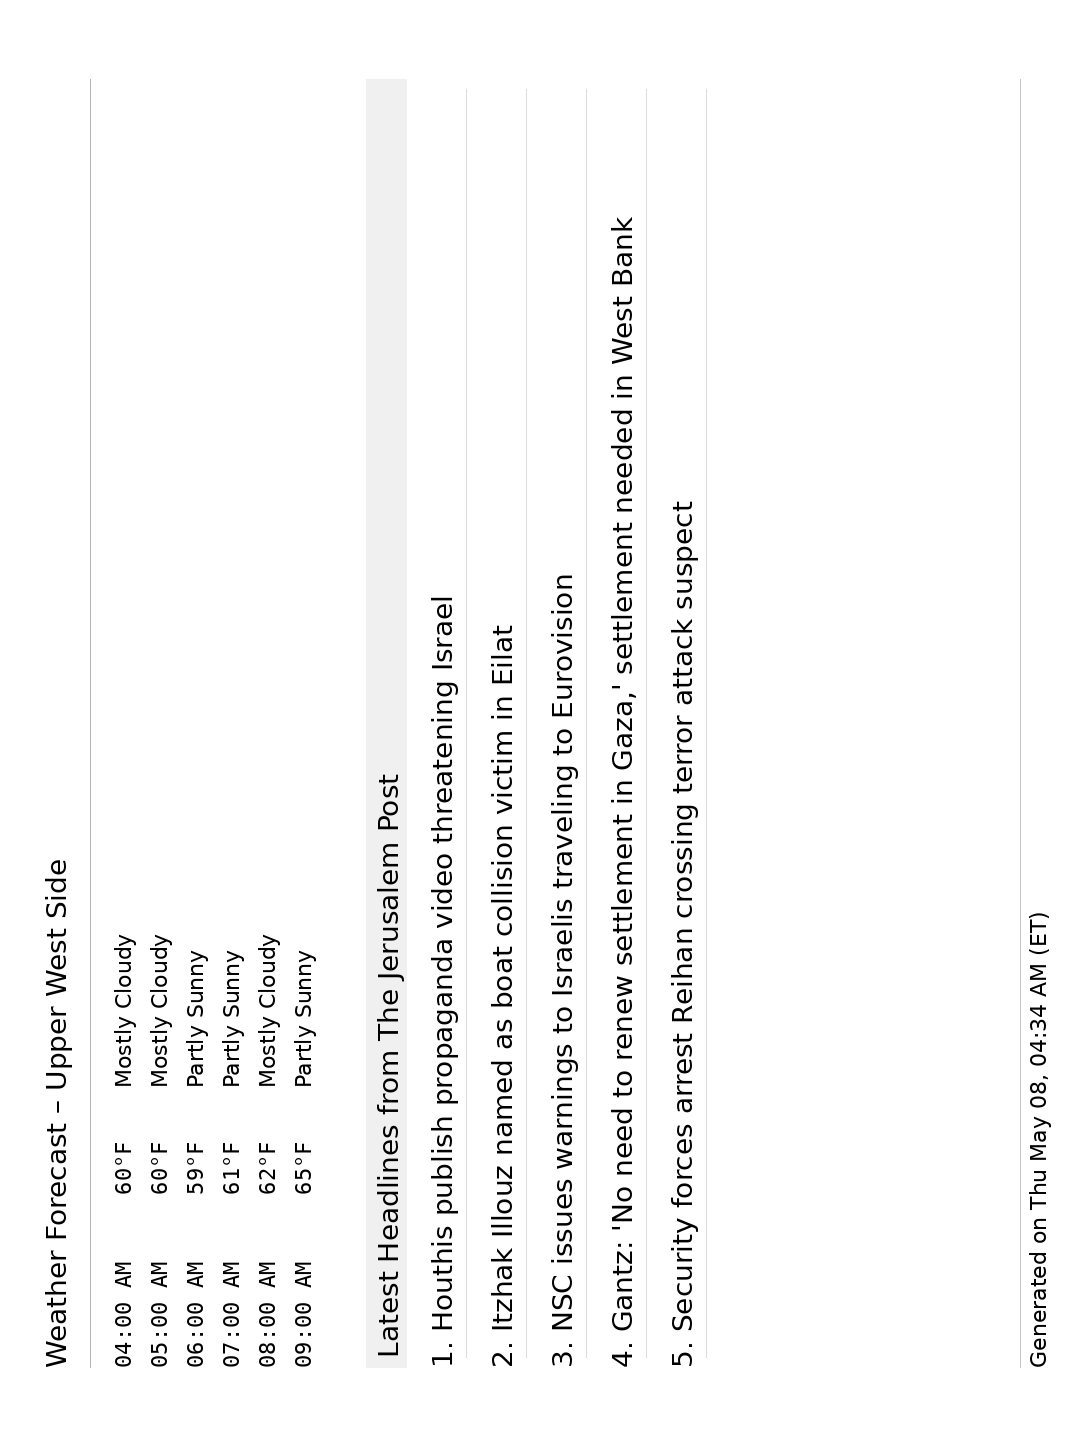 Weather Forecast – Upper West Side
04:00 AM 60°F Mostly Cloudy
05:00 AM 60°F Mostly Cloudy
06:00 AM 59°F Partly Sunny
07:00 AM 61°F Partly Sunny
08:00 AM 62°F Mostly Cloudy
09:00 AM 65°F Partly Sunny
Latest Headlines from The Jerusalem Post
1. Houthis publish propaganda video threatening Israel
2. Itzhak Illouz named as boat collision victim in Eilat
3. NSC issues warnings to Israelis traveling to Eurovision
4. Gantz: 'No need to renew settlement in Gaza,' settlement needed in West Bank
5. Security forces arrest Reihan crossing terror attack suspect
Generated on Thu May 08, 04:34 AM (ET)